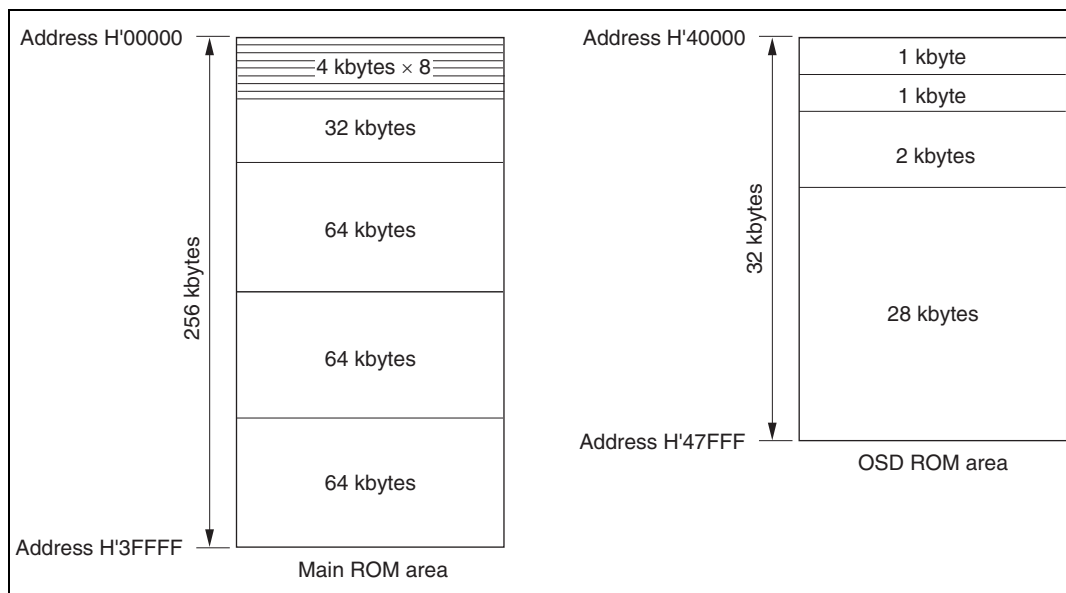 Address H'00000
4 kbytes × 8
32 kbytes
64 kbytes
256 kbytes
64 kbytes
64 kbytes
Address H'3FFFF
Main ROM area
Address H'40000
1 kbyte
1 kbyte
2 kbytes
32 kbytes
28 kbytes
Address H'47FFF
OSD ROM area